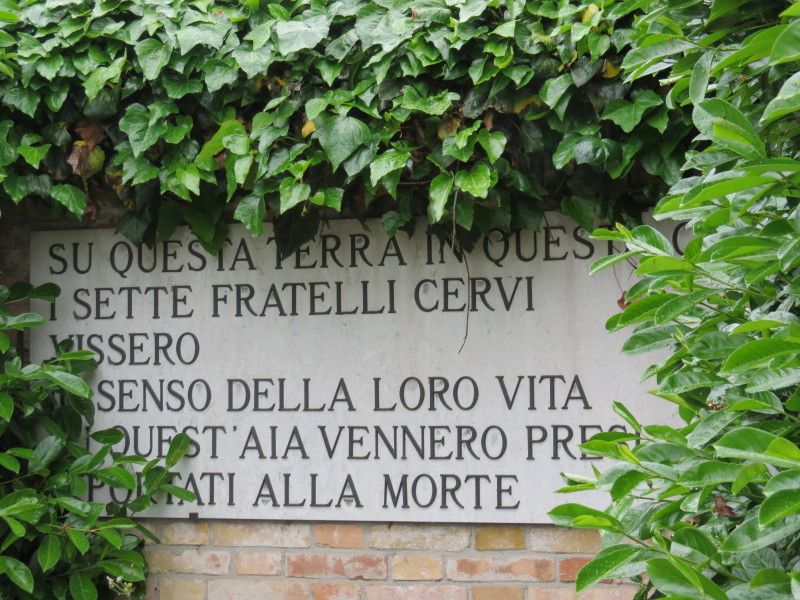 SU QUESTA TERRA IN QUEST
I SETTE FRATELLI CERVI
VISSERO
SENSO DELLA LORO VITA
QUEST'AIA VENNERO PRES
PORTATI ALLA MORTE